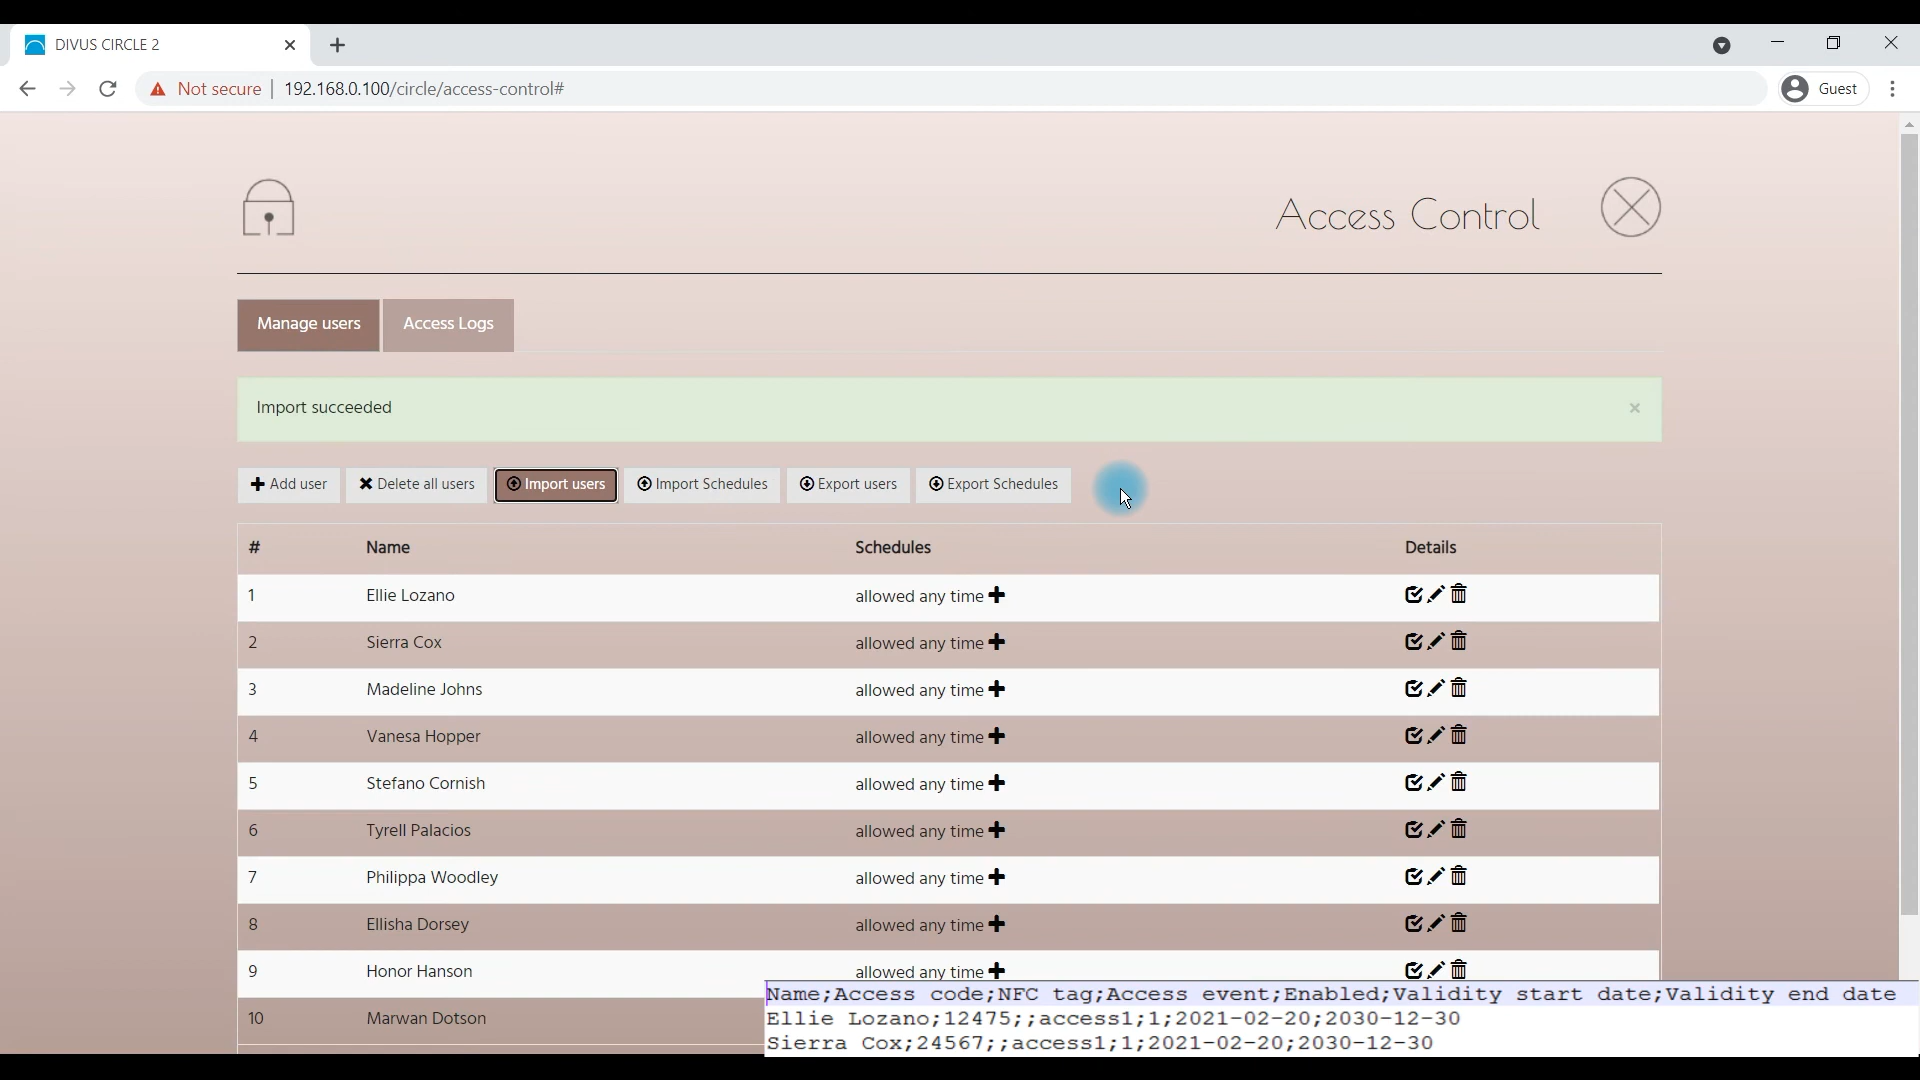 DIVUS CIRCLE 2
Not secure | 192.168.0.100/circle/access-control#
Guest
Access Control
Manage users Access Logs
Import succeeded
Add user Delete all users Import users Import Schedules Export users Export Schedules
# Name Schedules Details
1 Ellie Lozano allowed any time
2 Sierra Cox allowed any time
3 Madeline Johns allowed any time
4 Vanesa Hopper allowed any time
5 Stefano Cornish allowed any time
6 Tyrell Palacios allowed any time
7 Philippa Woodley allowed any time
8 Ellisha Dorsey allowed any time
9 Honor Hanson allowed any time
10 Marwan Dotson
Name;Access code;NFC tag;Access event;Enabled;Validity start date;Validity end date
Ellie Lozano;12475;;access1;1;2021-02-20;2030-12-30
Sierra Cox;24567;;access1;1;2021-02-20;2030-12-30